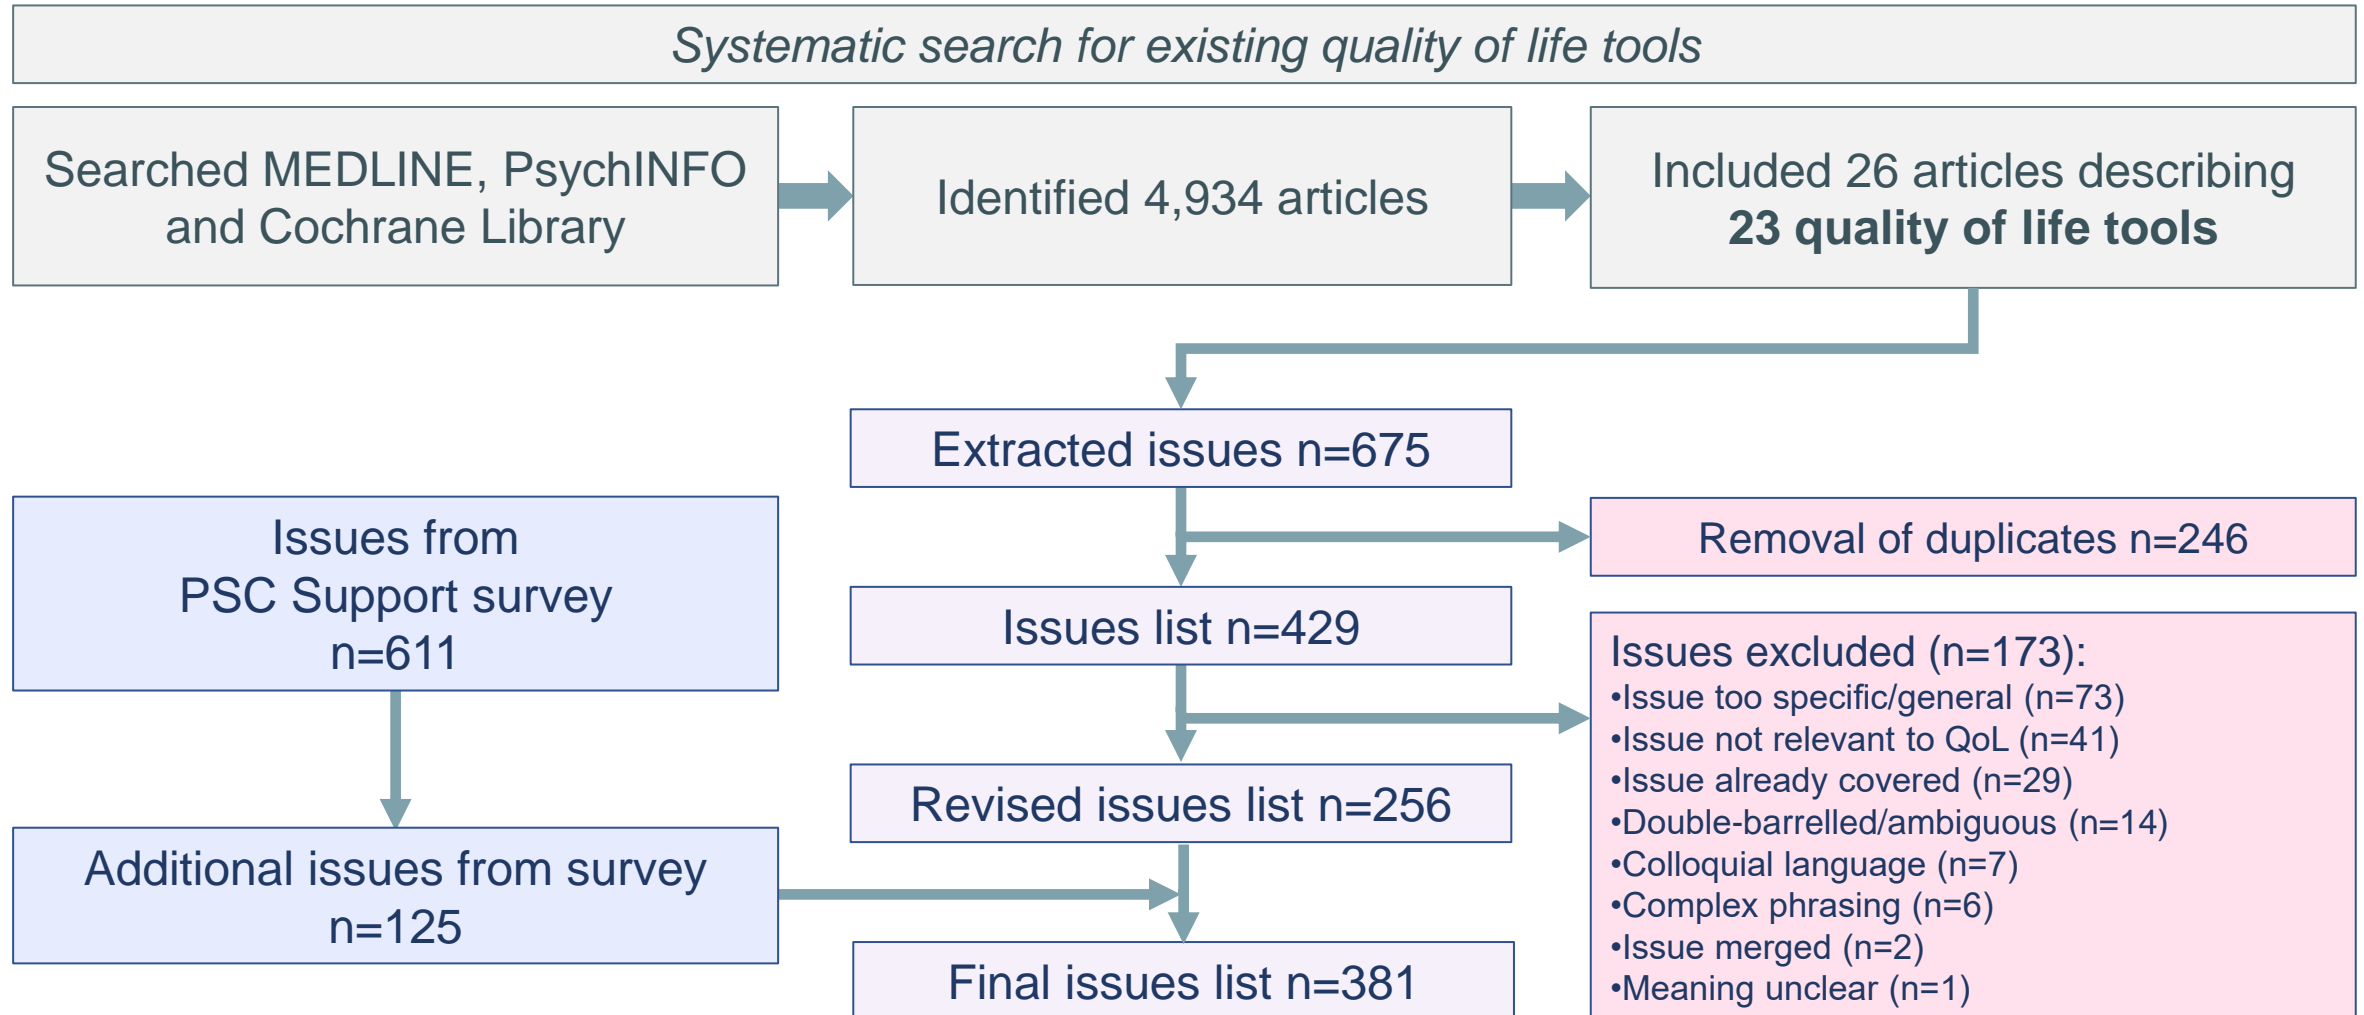 Systematic search for existing quality of life tools
Searched MEDLINE, PsychINFO
and Cochrane Library
Identified 4,934 articles
Included 26 articles describing
23 quality of life tools
Extracted issues n=675
Removal of duplicates n=246
Issues from
PSC Support survey
n=611
Issues list n=429
Issues excluded (n=173):
•Issue too specific/general (n=73)
•Issue not relevant to QoL (n=41)
•Issue already covered (n=29)
•Double-barrelled/ambiguous (n=14)
•Colloquial language (n=7)
•Complex phrasing (n=6)
•Issue merged (n=2)
•Meaning unclear (n=1)
Revised issues list n=256
Additional issues from survey
n=125
Final issues list n=381